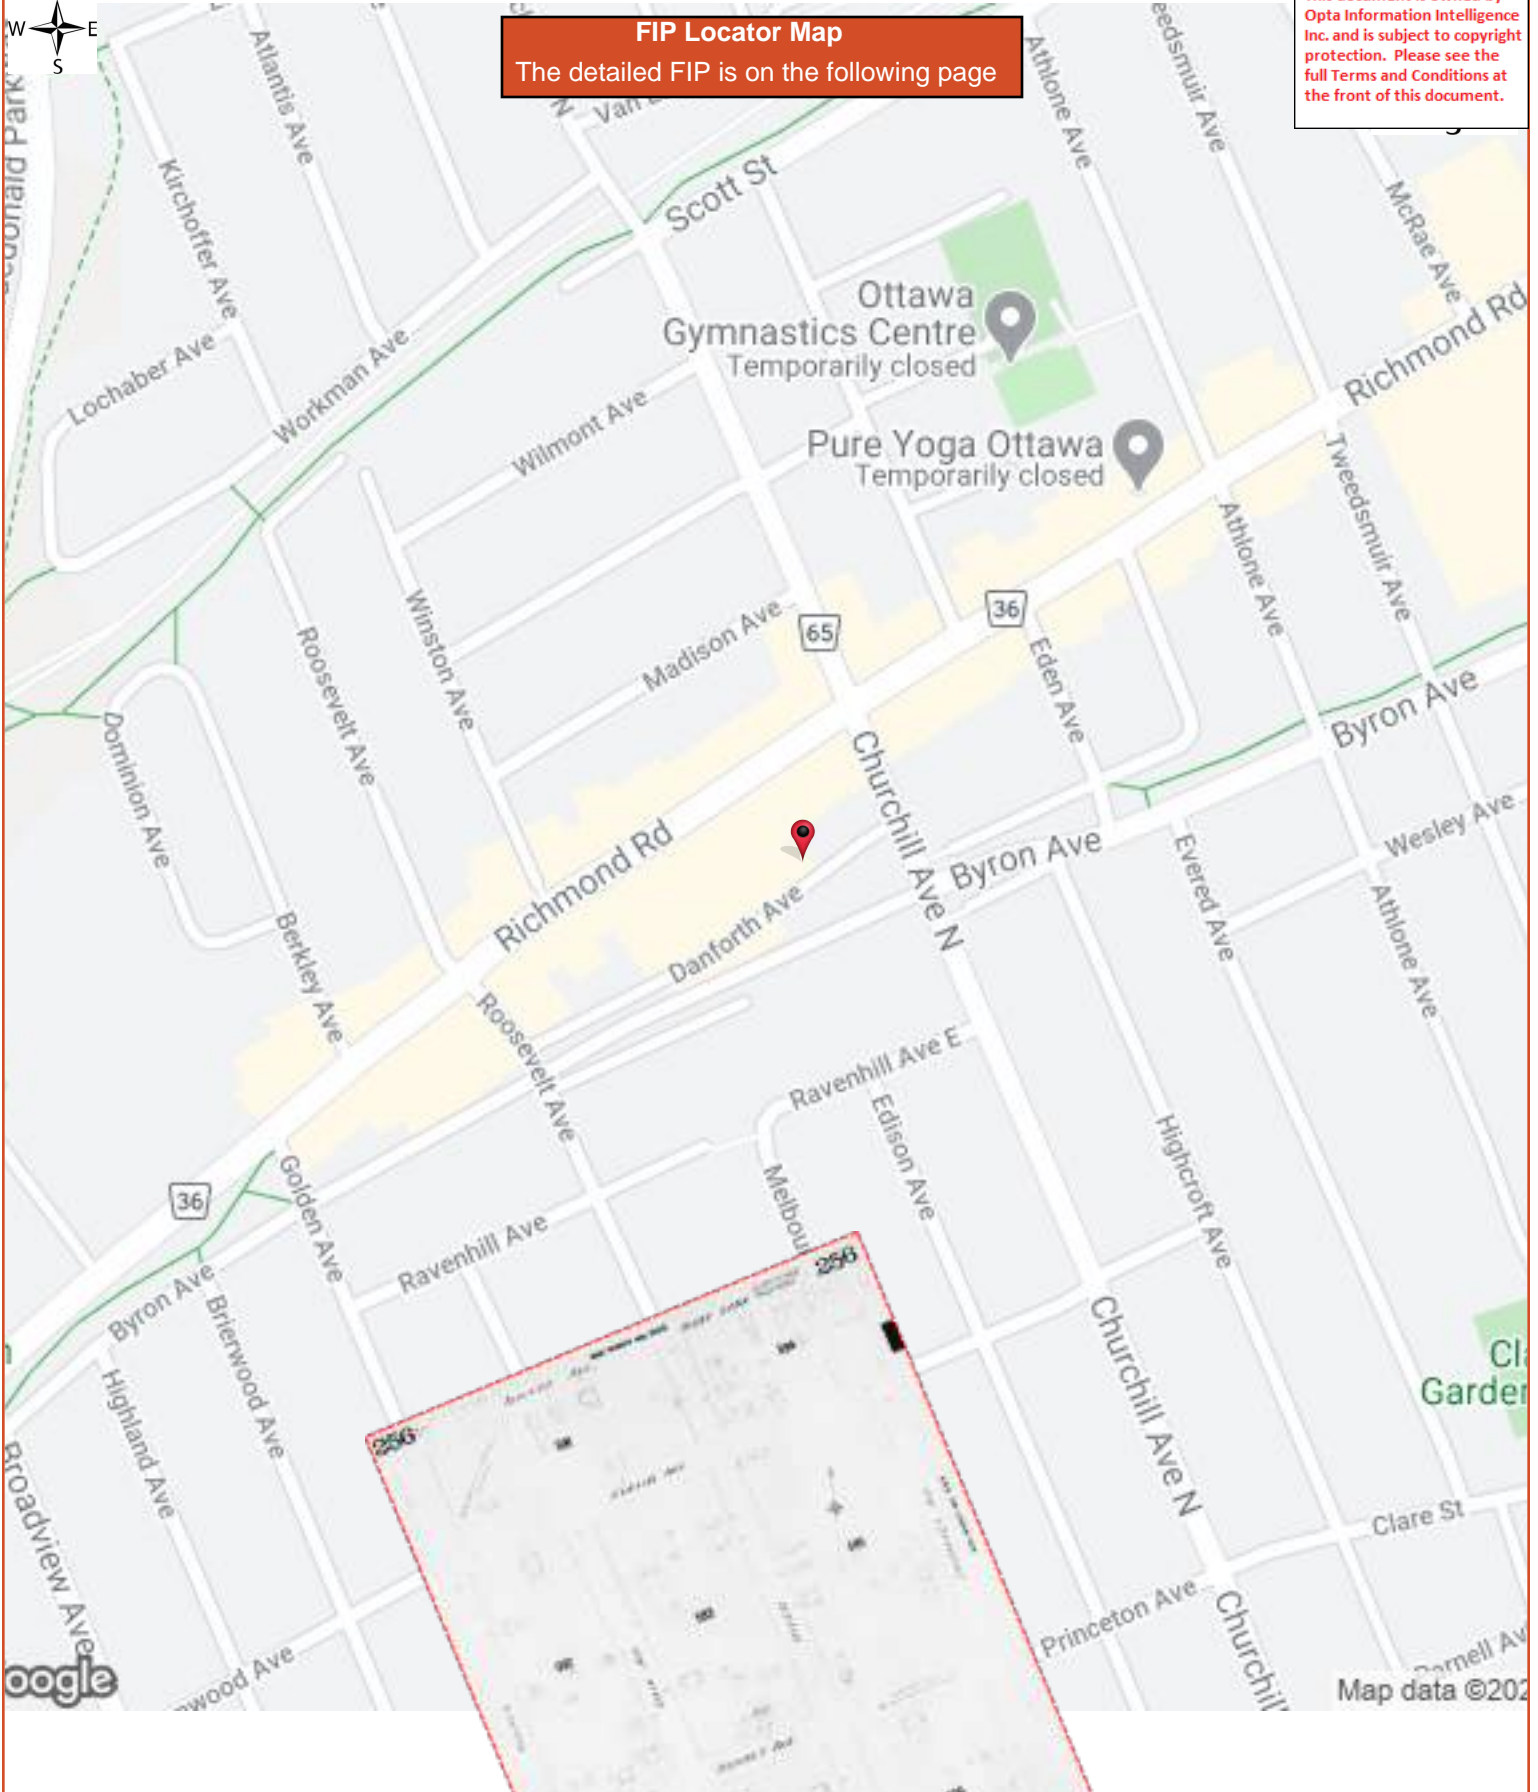 W
E
S
FIP Locator Map
The detailed FIP is on the following page
Opta Information Intelligence
Inc. and is subject to copyright
protection. Please see the
full Terms and Conditions at
the front of this document.
Atlantis Ave
Kirchoffer Ave
Scott St
Athlone Ave
McRae Ave
Ottawa
Gymnastics Centre
Temporarily closed
Richmond Rd
Lochaber Ave
Workman Ave
Wilmont Ave
Pure Yoga Ottawa
Temporarily closed
Tweedsmuir Ave
Athlone Ave
Winston Ave
Roosevelt Ave
Madison Ave
65
36
Eden Ave
Byron Ave
Dominion Ave
Churchill Ave N
Wesley Ave
Richmond Rd
Byron Ave
Evered Ave
Danforth Ave
Athlone Ave
Berkley Ave
Roosevelt Ave
Ravenhill Ave E
Edison Ave
Highcroft Ave
Melbou
36
Golden Ave
Ravenhill Ave
Byron Ave
Brierwood Ave
Highland Ave
256
256
Churchill Ave N
Garden
Broadview Ave
Clare St
Princeton Ave
Churchill
nwood Ave
oogle
Map data ©202